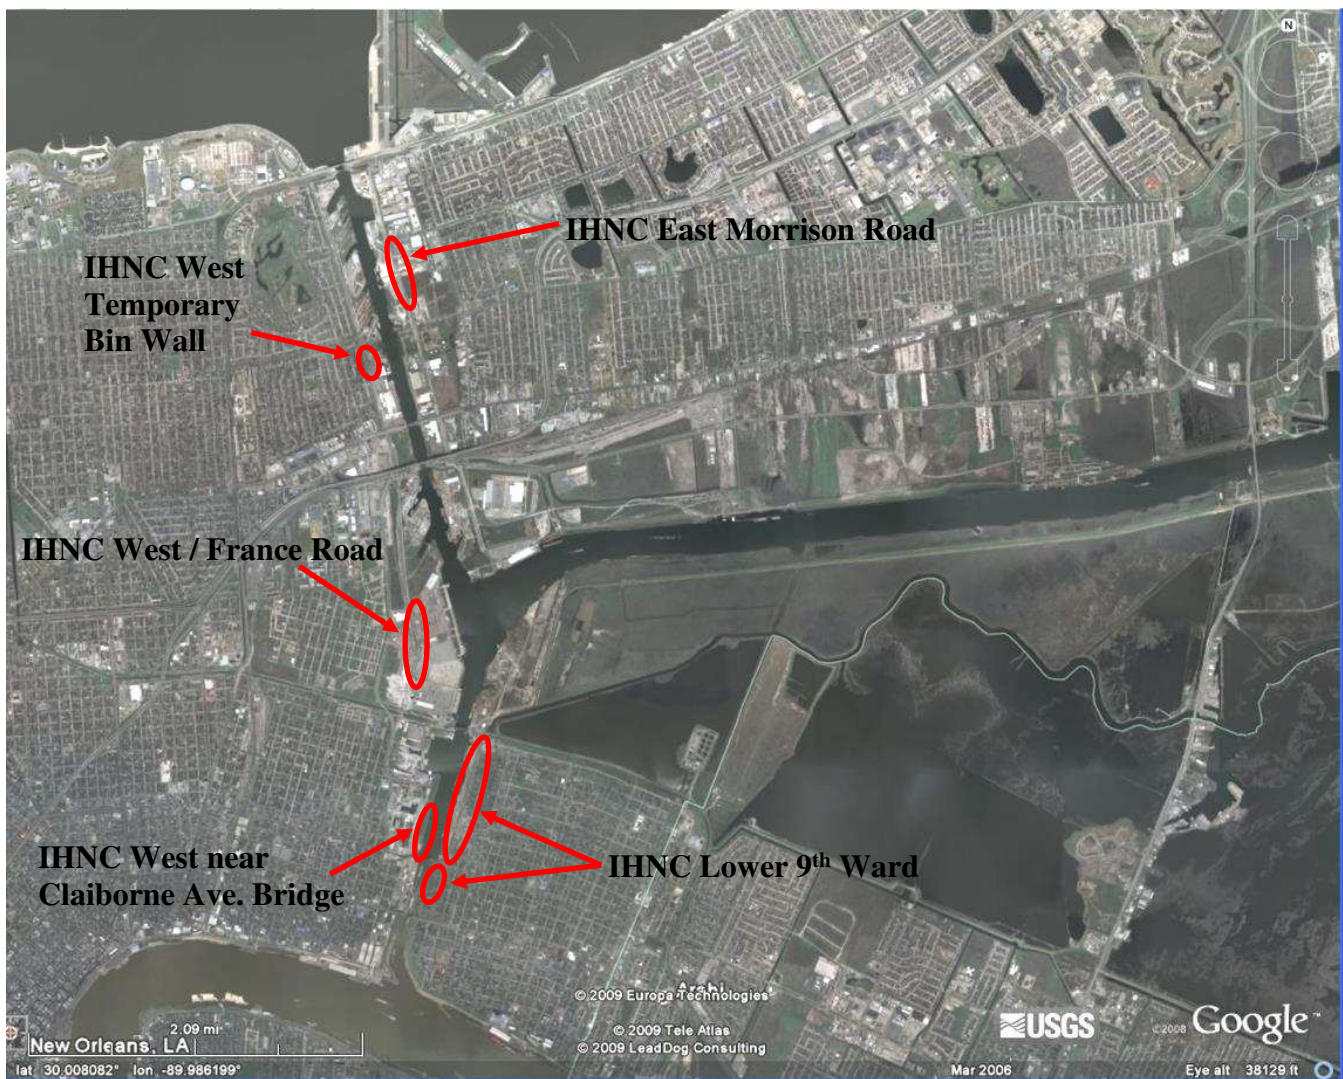 N
IHNC East Morrison Road
IHNC West
Temporary
Bin Wall
IHNC West / France Road
IHNC West near
Claiborne Ave. Bridge
IHNC Lower 9th Ward
Arabi
© 2009 Europa Technologies
2.09 mi
© 2009 Tele Atlas
© 2009 LeadDog Consulting
USGS
©2008 Google™
New Orleans, LA
lat 30.008082° lon -89.986199°
Mar 2006
Eye alt 38129 ft